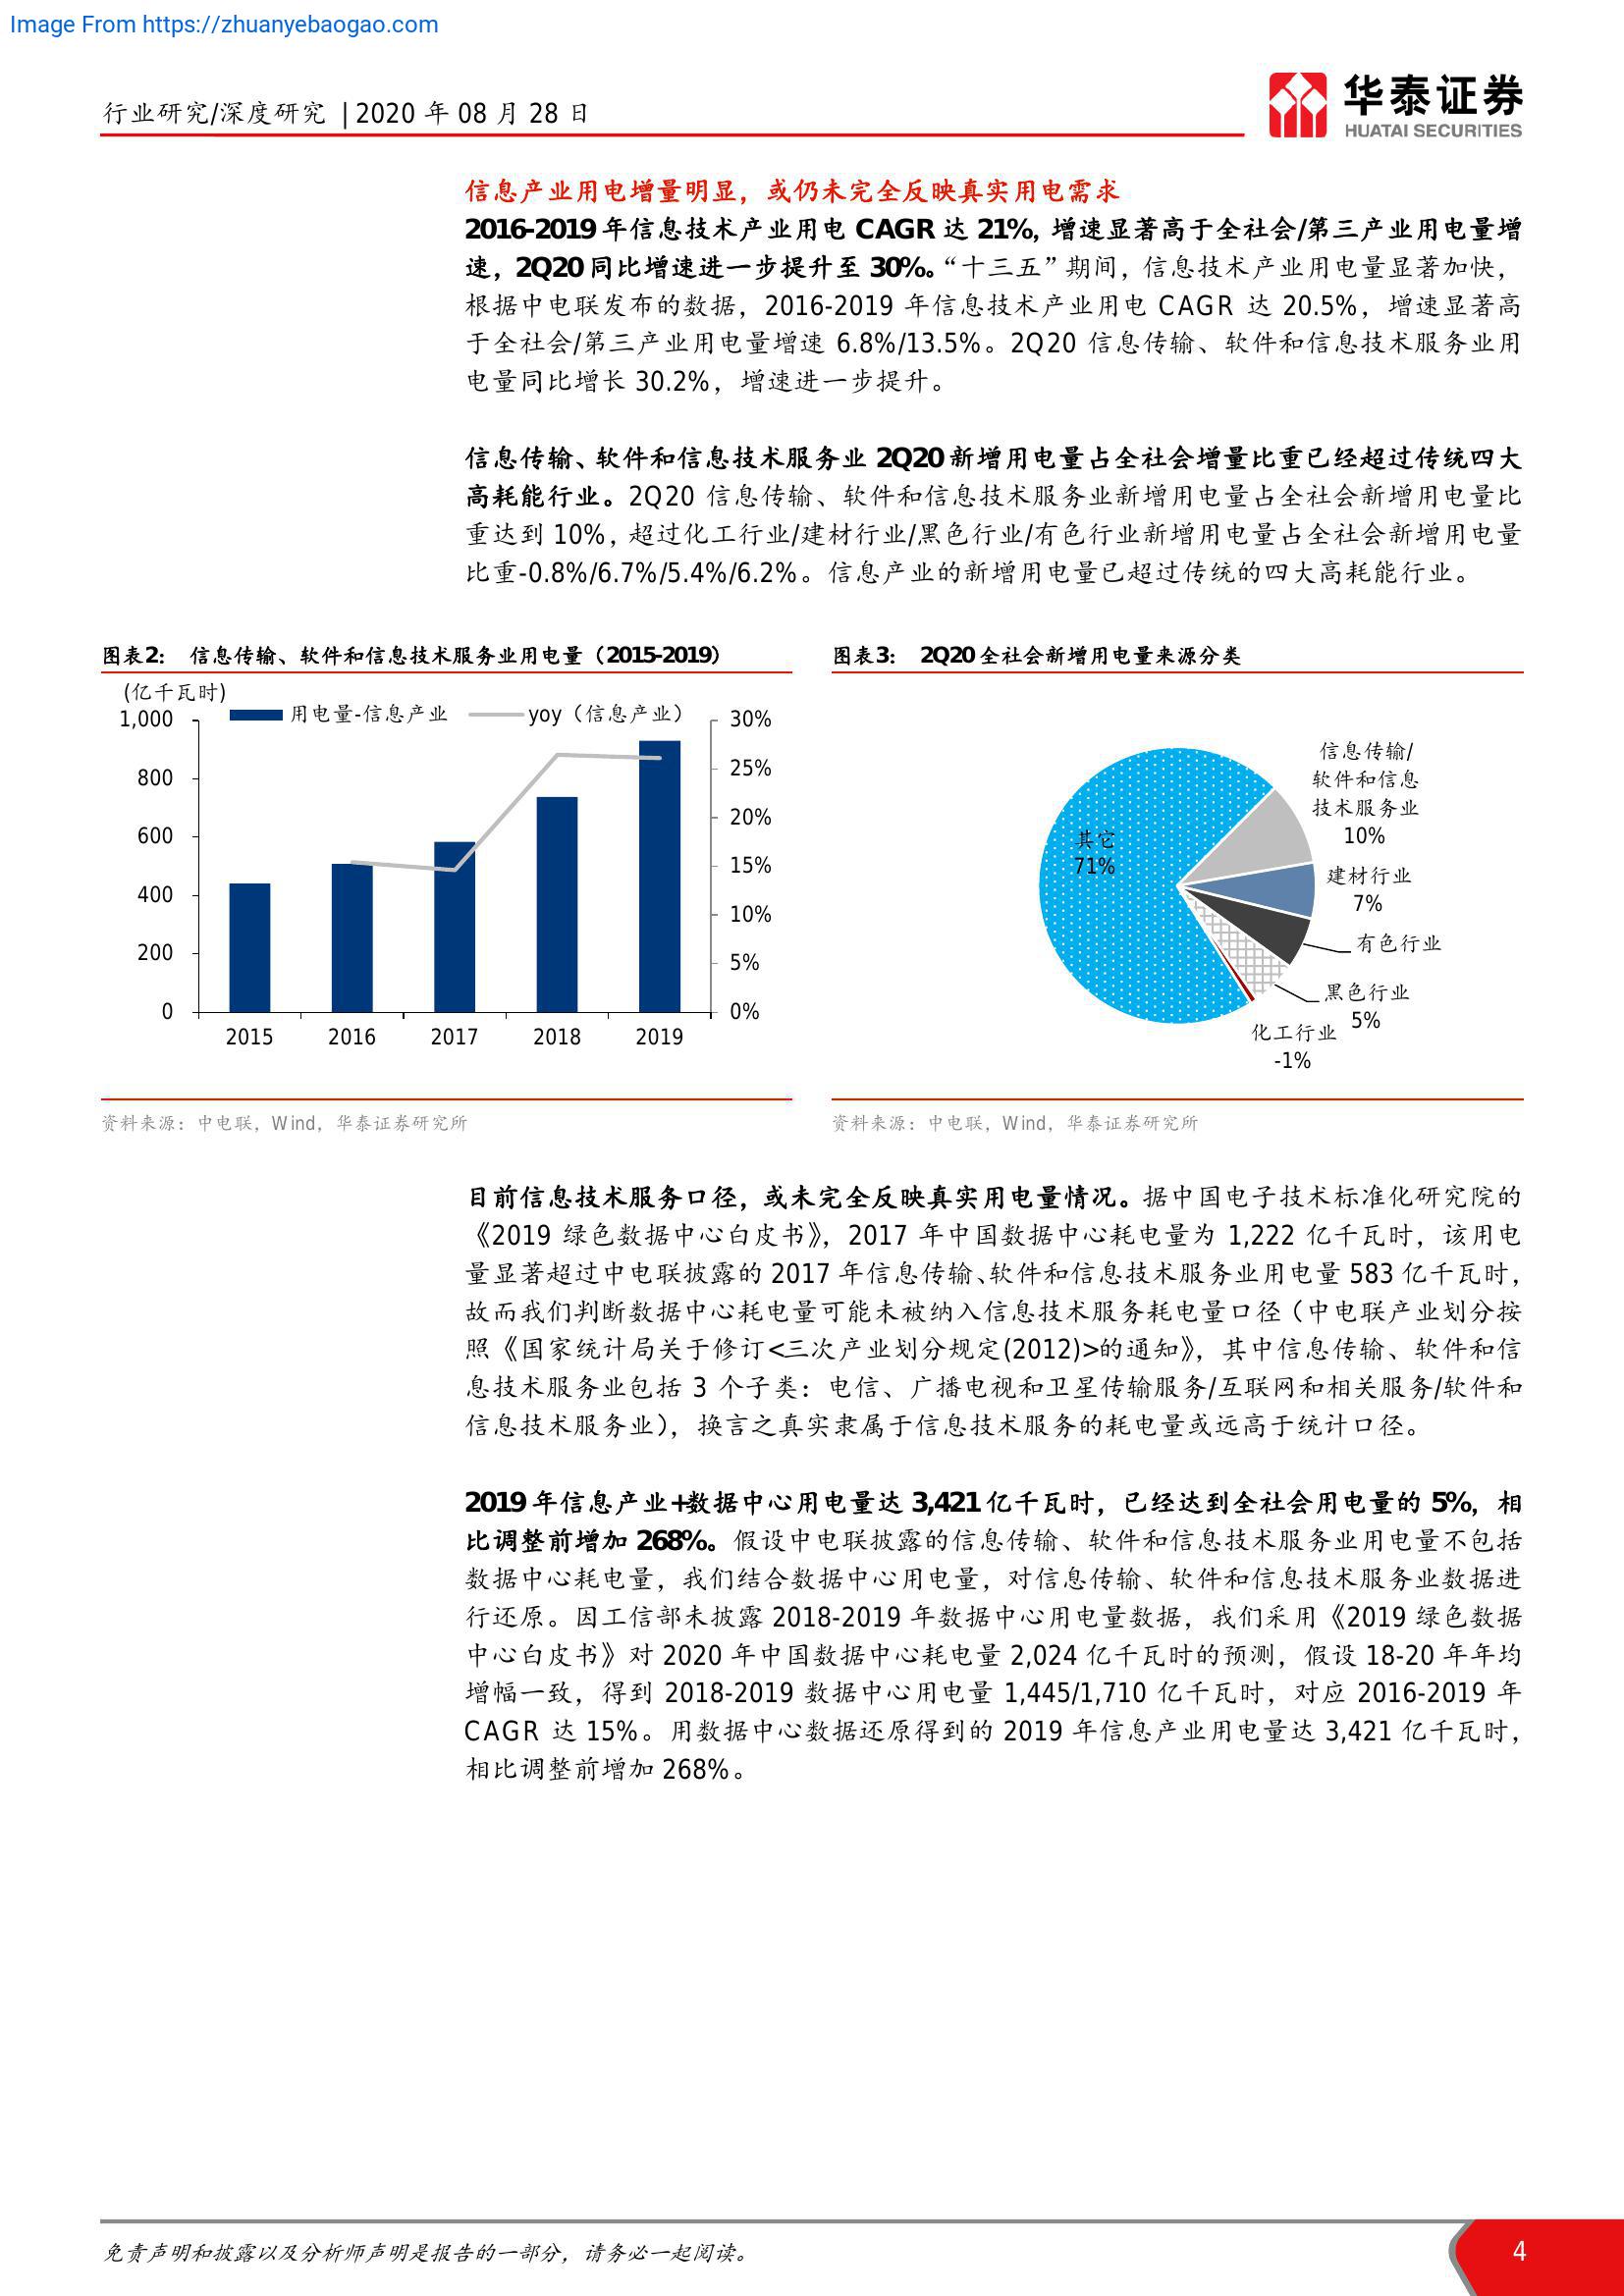 Image From https://zhuanyebaogao.com
行业研究/深度研究 | 2020 年 08 月 28 日
华泰证券
HUATAI SECURITIES
信息产业用电增量明显，或仍未完全反映真实用电需求
2016-2019 年信息技术产业用电 CAGR 达 21%, 增速显著高于全社会/第三产业用电量增
速，2Q20 同比增速进一步提升至 30%。“十三五”期间，信息技术产业用电量显著加快，
根据中电联发布的数据，2016-2019 年信息技术产业用电 CAGR 达 20.5%，增速显著高
于全社会/第三产业用电量增速 6.8%/13.5%。2Q20 信息传输、软件和信息技术服务业用
电量同比增长 30.2%，增速进一步提升。
信息传输、软件和信息技术服务业 2Q20 新增用电量占全社会增量比重已经超过传统四大
高耗能行业。2Q20 信息传输、软件和信息技术服务业新增用电量占全社会新增用电量比
重达到 10%，超过化工行业/建材行业/黑色行业/有色行业新增用电量占全社会新增用电量
比重-0.8%/6.7%/5.4%/6.2%。信息产业的新增用电量已超过传统的四大高耗能行业。
图表2： 信息传输、软件和信息技术服务业用电量（2015-2019）
(亿千瓦时)
用电量-信息产业 yoy（信息产业）
1,000
800
600
400
200
0
30%
25%
20%
15%
10%
5%
0%
2015 2016 2017 2018 2019
资料来源：中电联，Wind，华泰证券研究所
图表3： 2Q20 全社会新增用电量来源分类
其它
71%
信息传输/
软件和信息
技术服务业
10%
建材行业
7%
有色行业
黑色行业
5%
化工行业
-1%
资料来源：中电联，Wind，华泰证券研究所
目前信息技术服务口径，或未完全反映真实用电量情况。据中国电子技术标准化研究院的
《2019 绿色数据中心白皮书》，2017 年中国数据中心耗电量为 1,222 亿千瓦时，该用电
量显著超过中电联披露的 2017 年信息传输、软件和信息技术服务业用电量 583 亿千瓦时，
故而我们判断数据中心耗电量可能未被纳入信息技术服务耗电量口径（中电联产业划分按
照《国家统计局关于修订<三次产业划分规定(2012)>的通知》，其中信息传输、软件和信
息技术服务业包括 3 个子类：电信、广播电视和卫星传输服务/互联网和相关服务/软件和
信息技术服务业），换言之真实隶属于信息技术服务的耗电量或远高于统计口径。
2019 年信息产业+数据中心用电量达 3,421 亿千瓦时，已经达到全社会用电量的 5%，相
比调整前增加 268%。假设中电联披露的信息传输、软件和信息技术服务业用电量不包括
数据中心耗电量，我们结合数据中心用电量，对信息传输、软件和信息技术服务业数据进
行还原。因工信部未披露 2018-2019 年数据中心用电量数据，我们采用《2019 绿色数据
中心白皮书》对 2020 年中国数据中心耗电量 2,024 亿千瓦时的预测，假设 18-20 年年均
增幅一致，得到 2018-2019 数据中心用电量 1,445/1,710 亿千瓦时，对应 2016-2019 年
CAGR 达 15%。用数据中心数据还原得到的 2019 年信息产业用电量达 3,421 亿千瓦时，
相比调整前增加 268%。
免责声明和披露以及分析师声明是报告的一部分，请务必一起阅读。
4